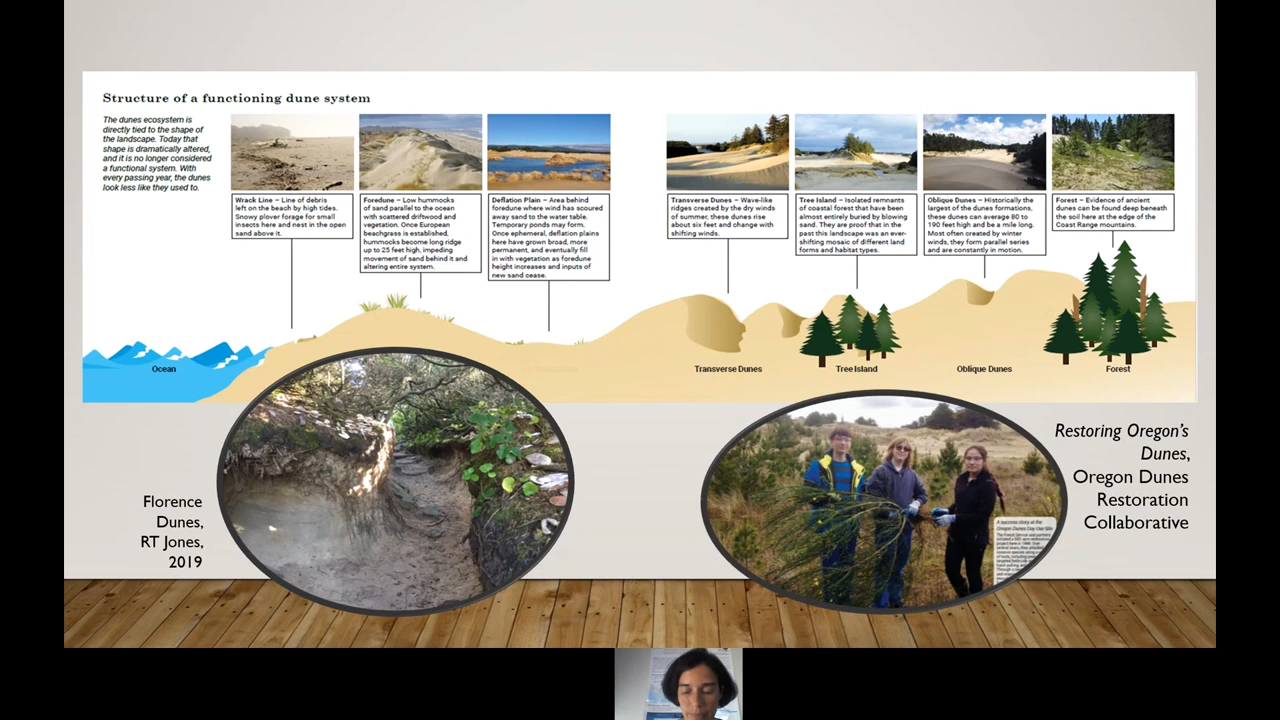 Structure of a functioning dune system
The dunes ecosystem is
directly tied to the shape of
the landscape. Today that
shape is dramatically altered,
and it is no longer considered
a functional system. With
every passing year, the dunes
look less like they used to.
Wrack Line – Line of debris
left on the beach by high tides.
Snowy plover forage for small
insects here and nest in the open
sand above it.
Foredune – Low hummocks
of sand parallel to the ocean
with scattered driftwood and
vegetation. Once European
beachgrass is established,
hummocks become long ridge
up to 25 feet high, impeding
movement of sand behind it and
altering entire system.
Deflation Plain – Area behind
foredune where wind has scoured
away sand to the water table.
Temporary ponds may form.
Once ephemeral, deflation plains
here have grown broad, more
permanent, and eventually fill
in with vegetation as foredune
height increases and inputs of
new sand cease.
Transverse Dunes – Wave-like
ridges created by the dry winds
of summer, these dunes rise
about six feet and change with
shifting winds.
Tree Island – Isolated remnants
of coastal forest that have been
almost entirely buried by blowing
sand. They are proof that in the
past this landscape was an ever-
shifting mosaic of different land
forms and habitat types.
Oblique Dunes – Historically the
largest of the dunes formations,
these dunes can average 80 to
190 feet high and be a mile long.
Most often created by winter
winds, they form parallel series
and are constantly in motion.
Forest – Evidence of ancient
dunes can be found deep beneath
the soil here at the edge of the
Coast Range mountains.
Ocean
Transverse Dunes
Tree Island
Oblique Dunes
Forest
Florence
Dunes,
RT Jones,
2019
A success story at the
Oregon Dunes Day Use Site
Restoring Oregon's
Dunes,
Oregon Dunes
Restoration
Collaborative